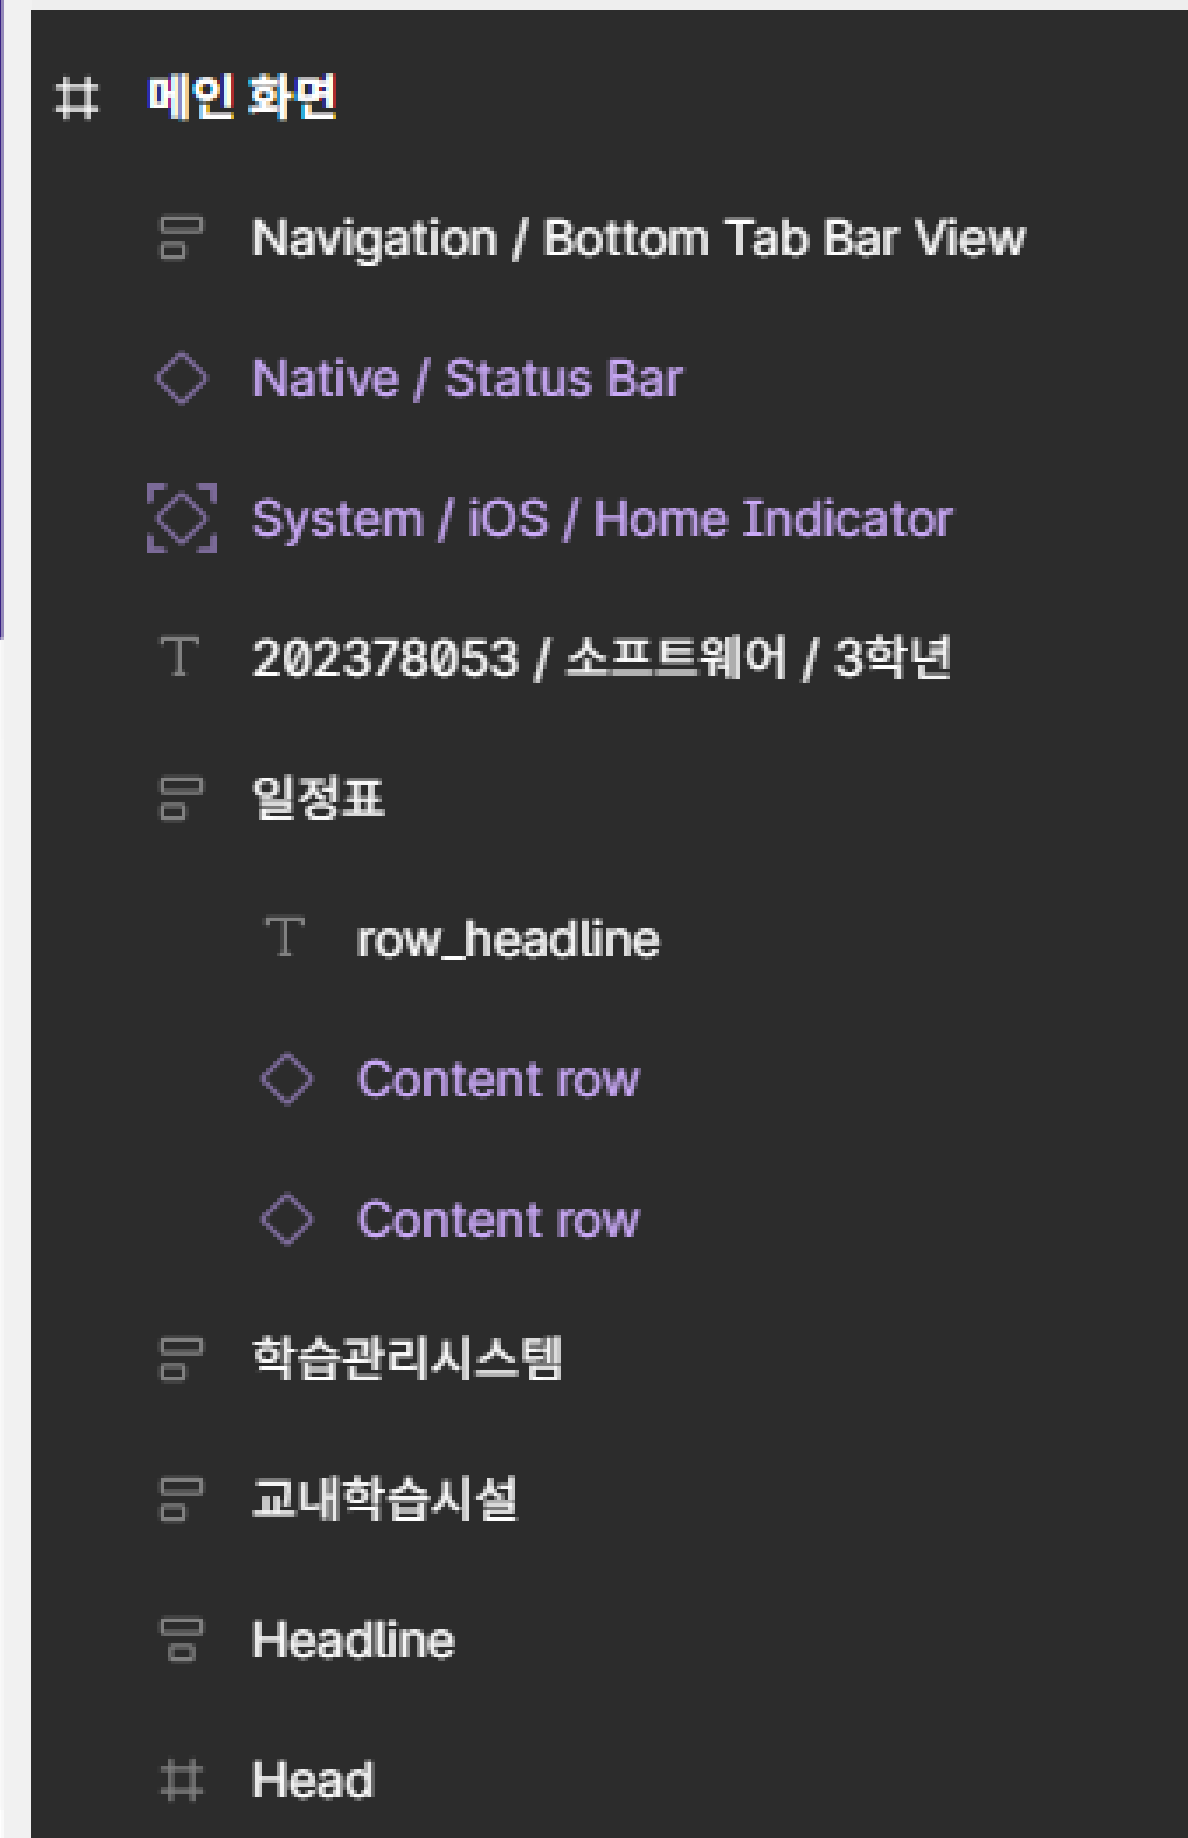 메인 화면
Navigation / Bottom Tab Bar View
Native / Status Bar
System / iOS / Home Indicator
202378053 / 소프트웨어 / 3학년
일정표
row_headline
Content row
Content row
학습관리시스템
교내학습시설
Headline
Head